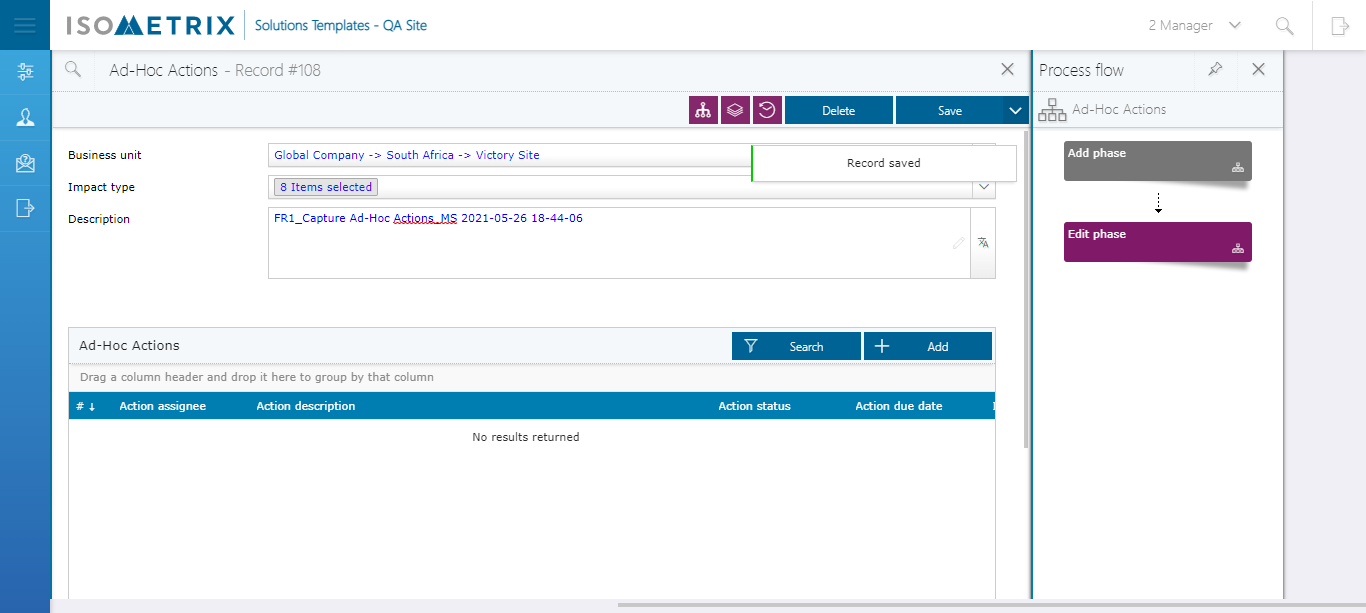 ISOMETRIX Solutions Templates - QA Site 2 Manager
Ad-Hoc Actions - Record #108
Process flow
Delete Save
Ad-Hoc Actions
Business unit Global Company -> South Africa -> Victory Site
Record saved
Impact type 8 Items selected
Description FR1_Capture Ad-Hoc Actions_MS 2021-05-26 18-44-06
Add phase
Edit phase
Ad-Hoc Actions Search Add
Drag a column header and drop it here to group by that column
# ↓ Action assignee Action description Action status Action due date
No results returned